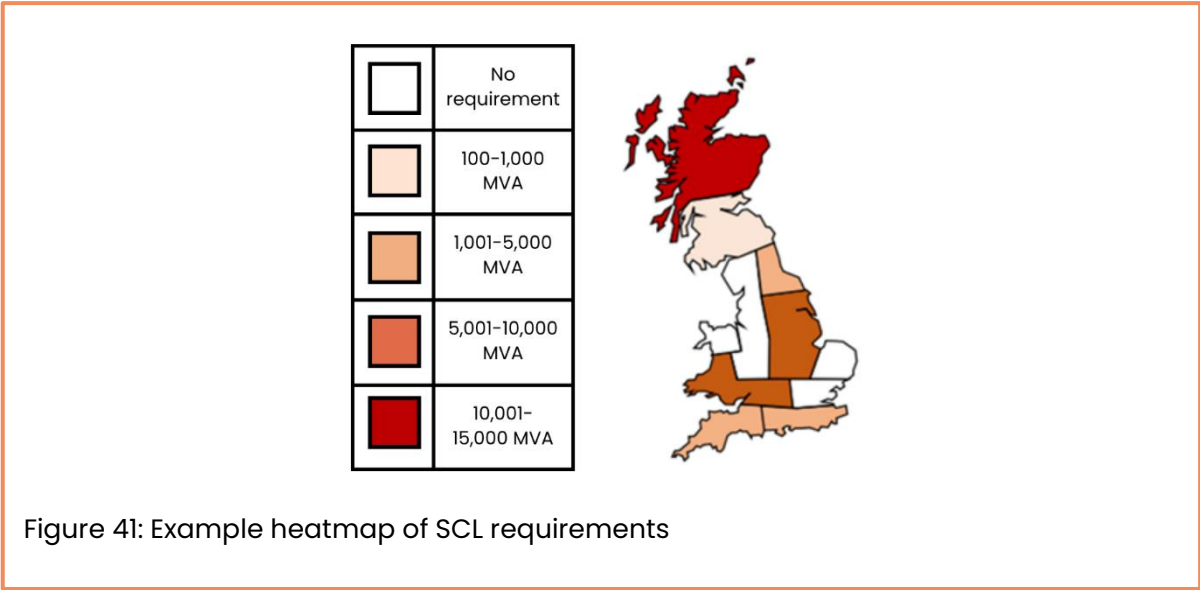 No
requirement
100-1,000
MVA
1,001-5,000
MVA
5,001-10,000
MVA
10,001-
15,000 MVA
Figure 41: Example heatmap of SCL requirements